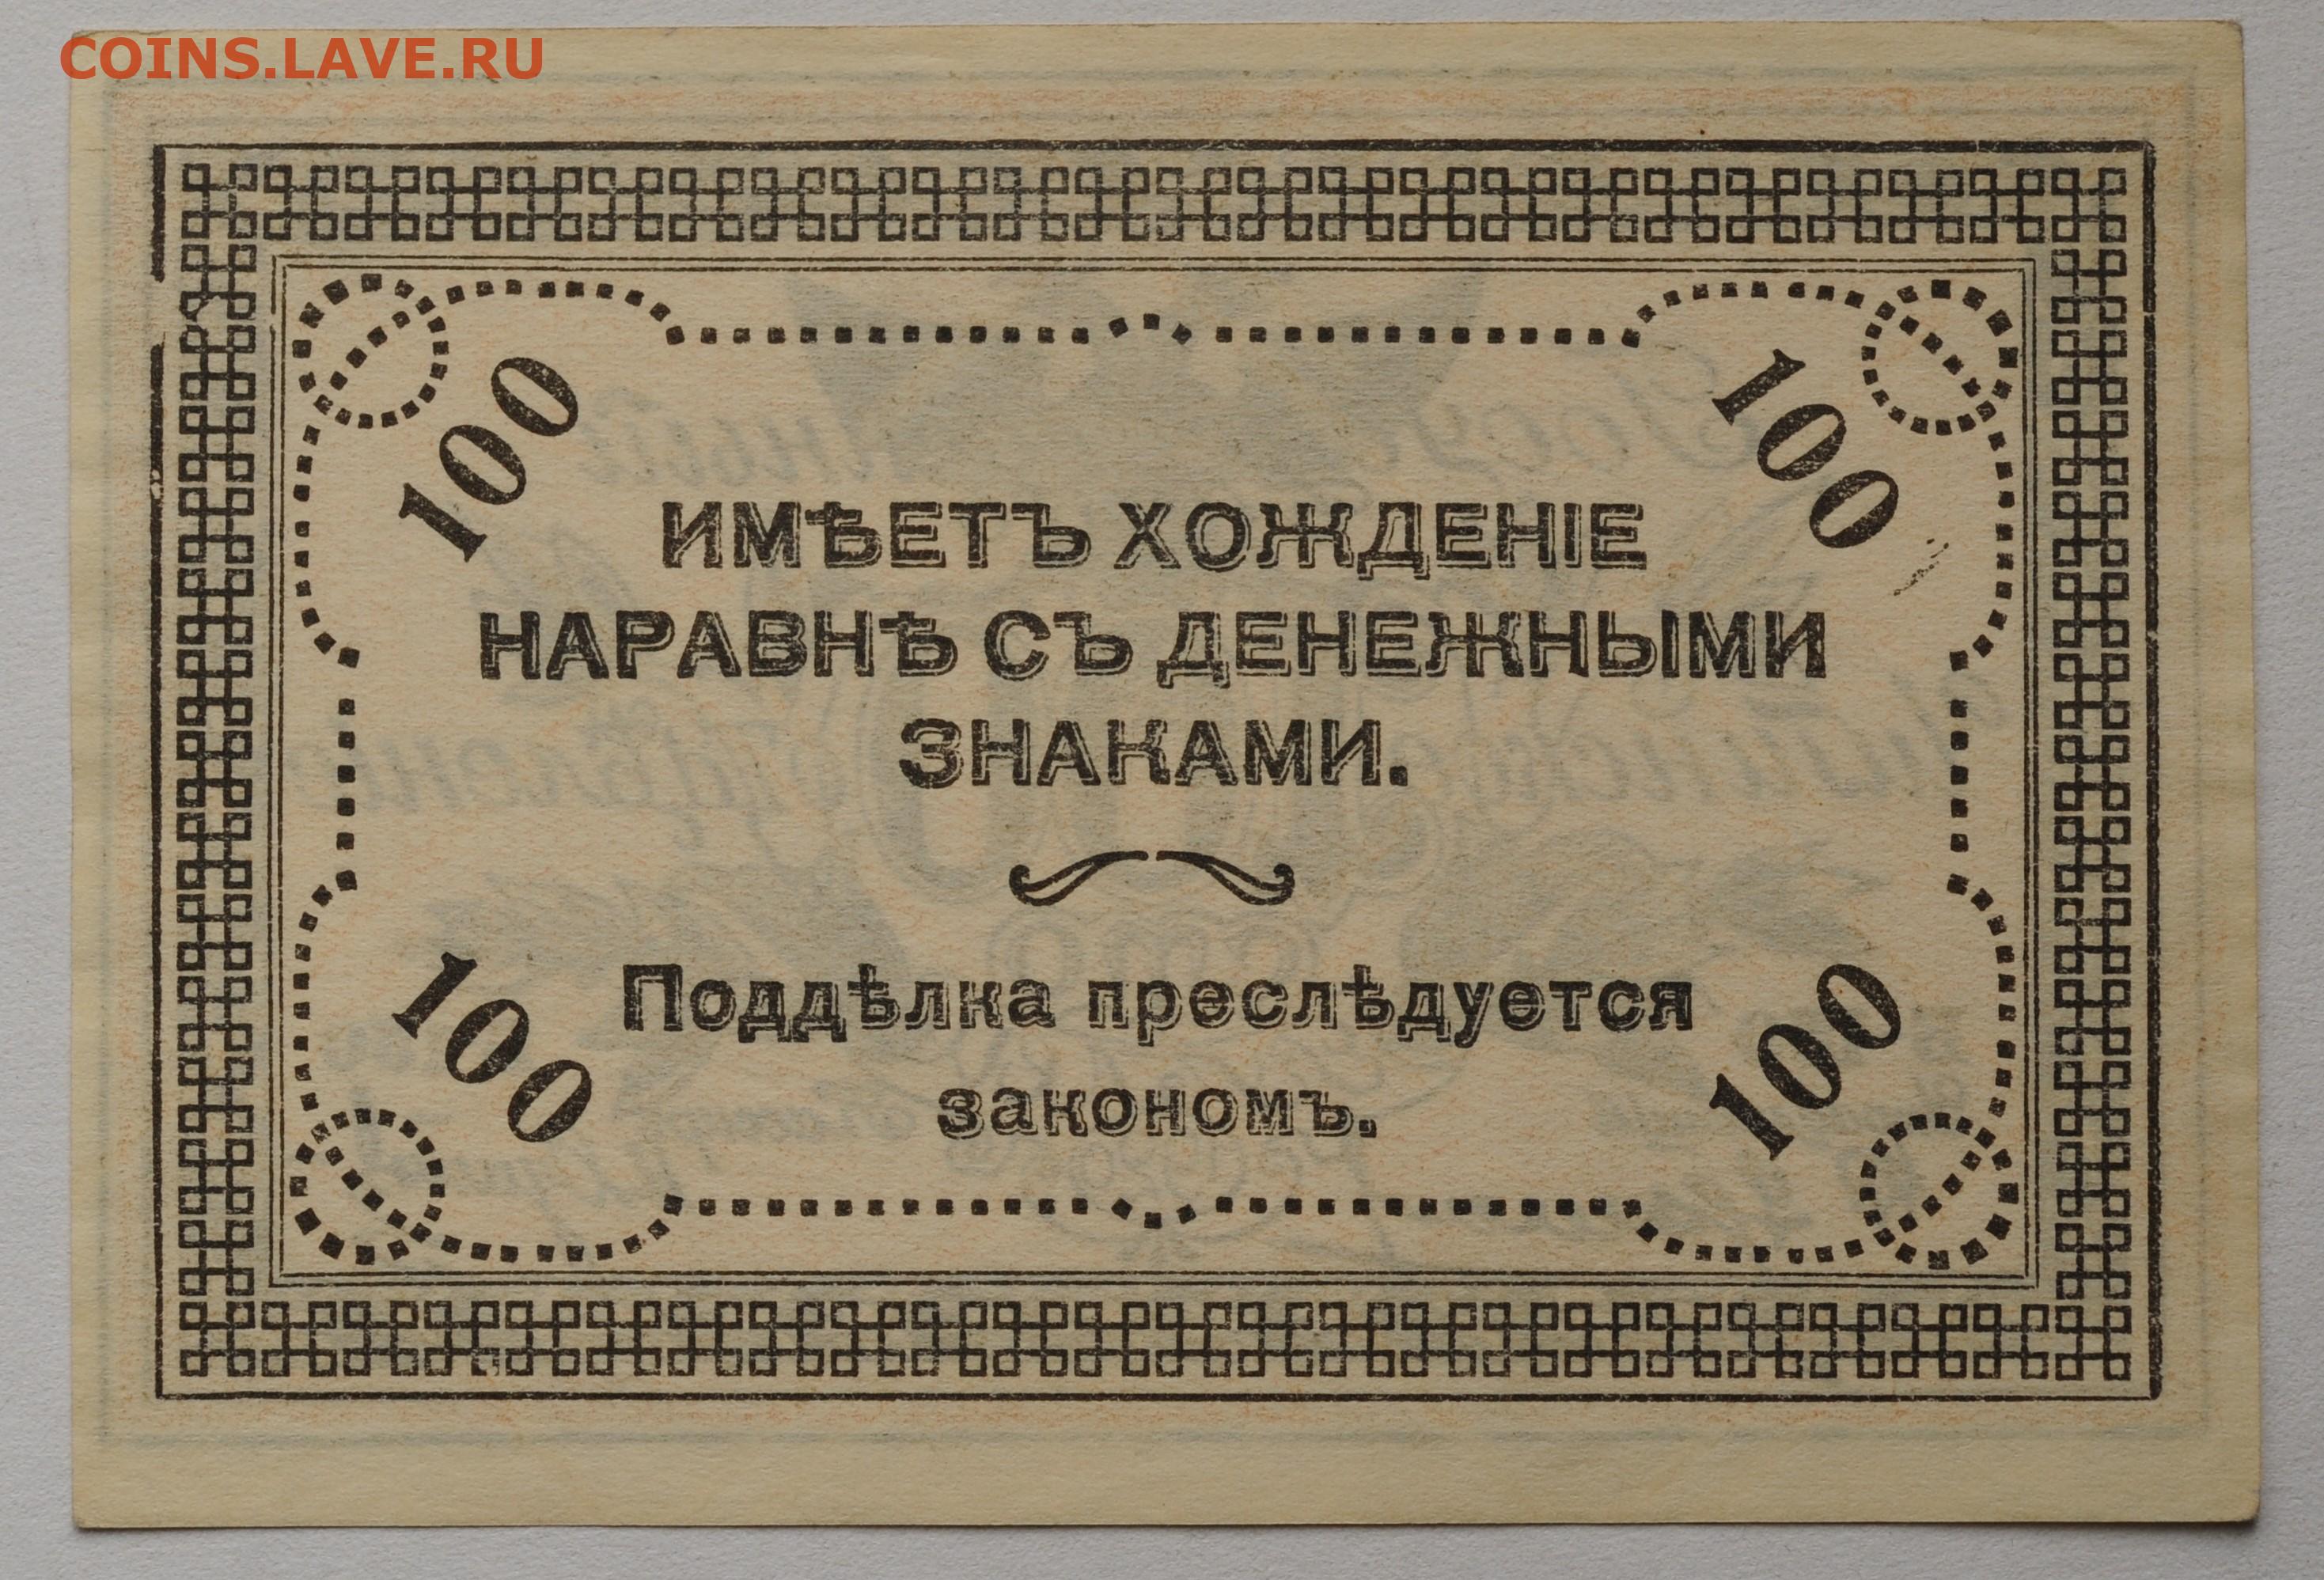 COINS.LAVE.RU
100
100
ИМѢЕТЪ ХОЖДЕНІЕ
НАРАВНѢ СЪ ДЕНЕЖНЫМИ
ЗНАКАМИ.
Поддѣлка преслѣдуется
закономъ.
100
100